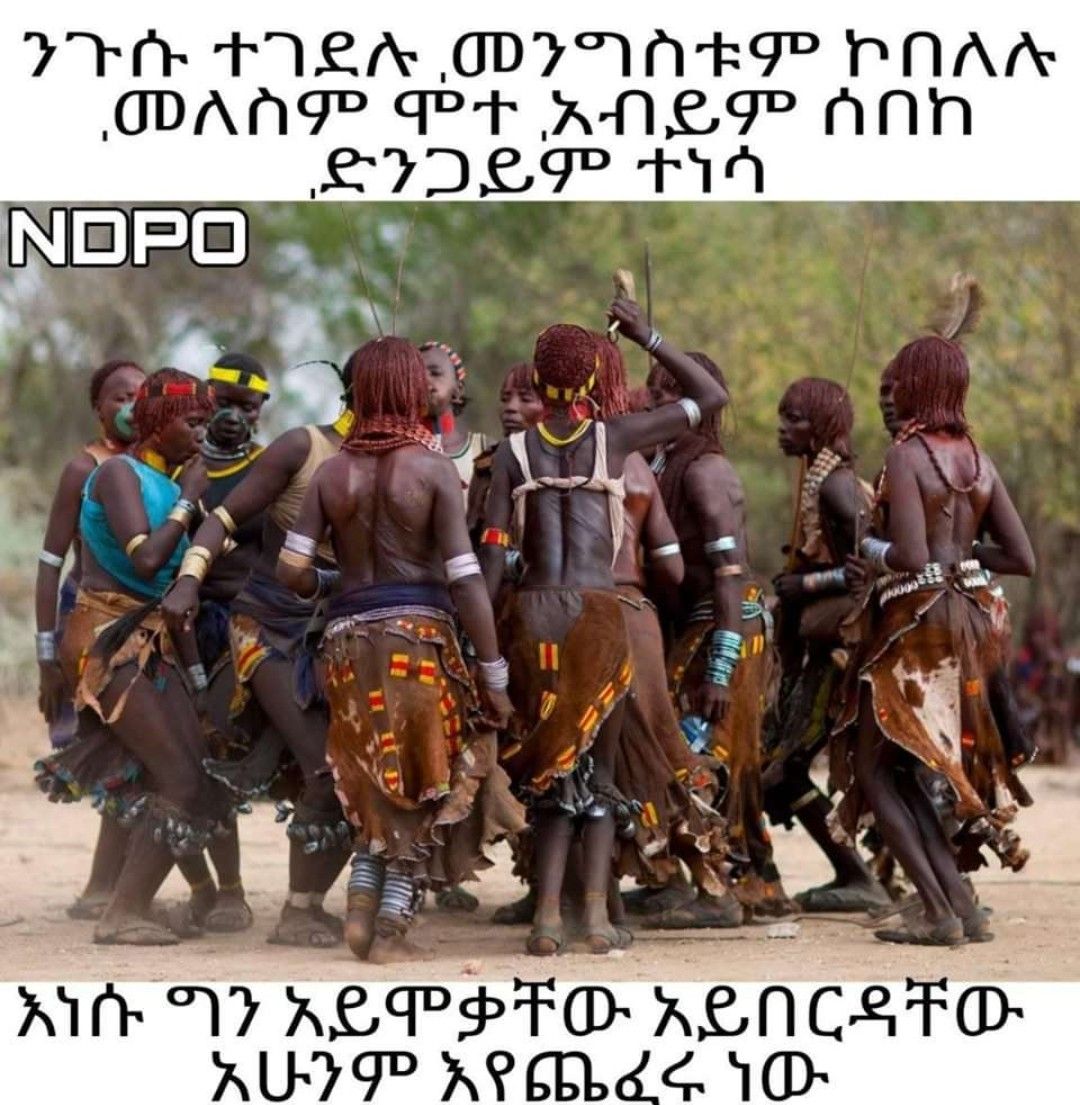 ንጉሱ ተገደሉ ,መንግስቱም ኮበለሉ
,መለስም ሞተ ,አብይም ሰበከ
,ድንጋይም ተነሳ
NDPO
እነሱ ግን አይሞቃቸው አይበርዳቸው
አሁንም እየጨፈሩ ነው